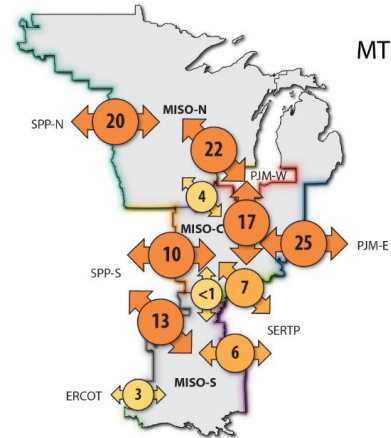 MT
MISO-N
20
SPP-N
22
PJM-W
4
17
MISO-C
25
PJM-E
10
SPP-S
<1
7
13
SERTP
6
MISO-S
ERCOT
3